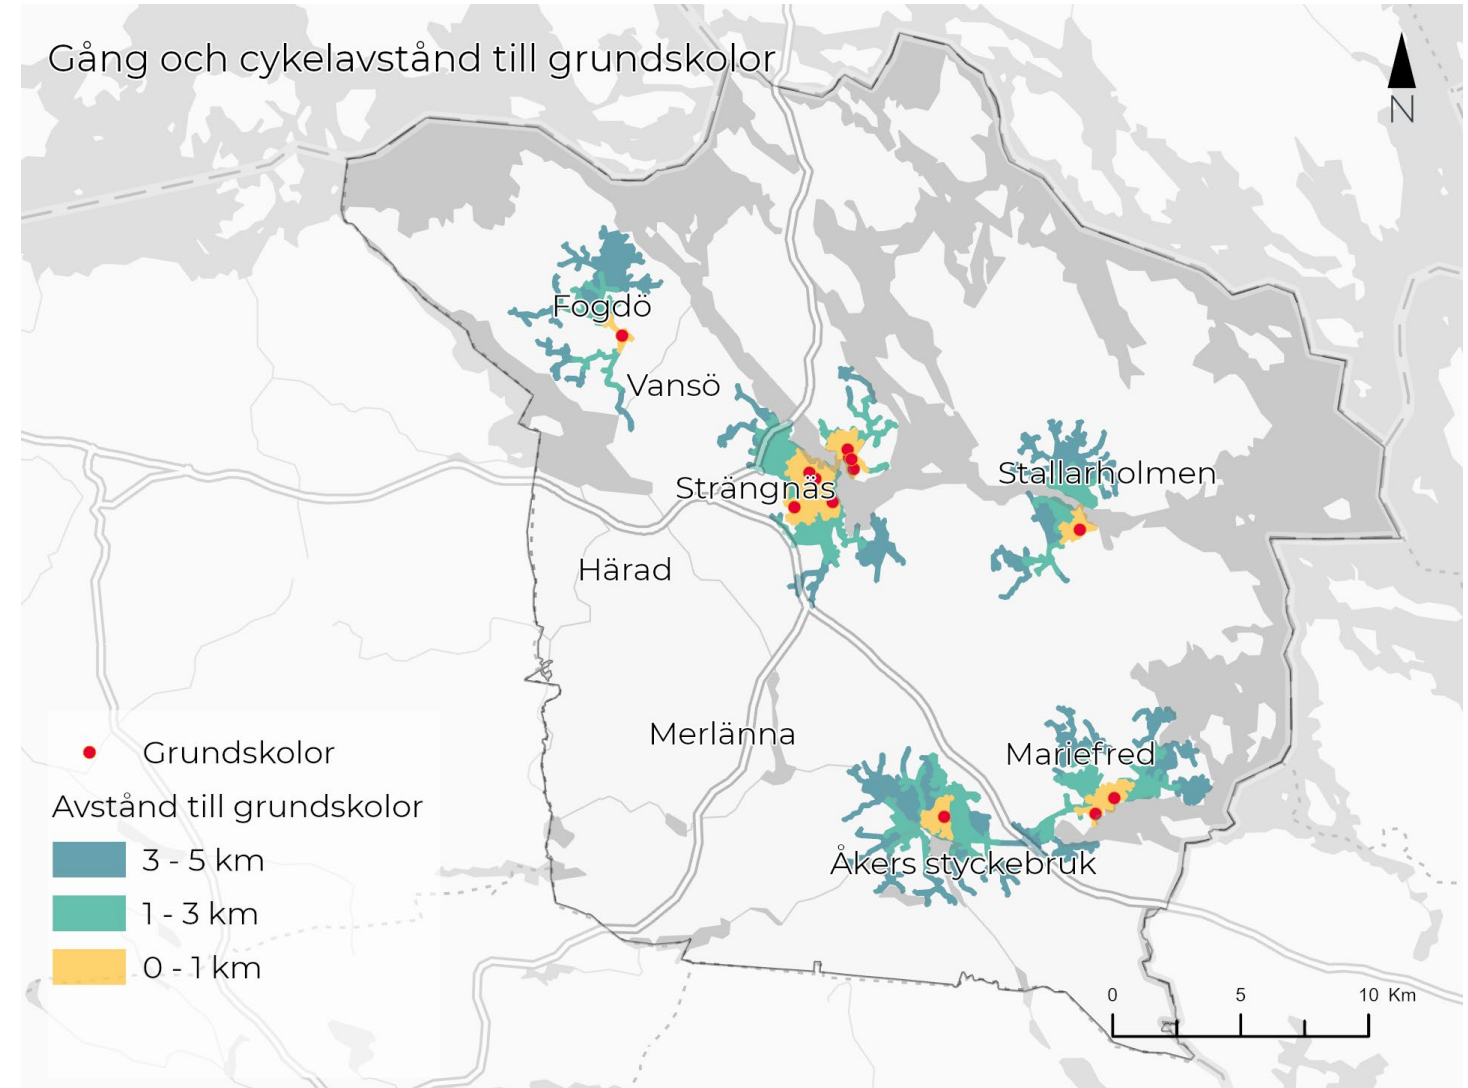 Gång och cykelavstånd till grundskolor
N
Fogdö
Vansö
Strängnäs
Stallarholmen
Härad
Merlänna
Mariefred
Åkers styckebruk
Grundskolor
Avstånd till grundskolor
3 - 5 km
1 - 3 km
0 - 1 km
0 5 10 Km